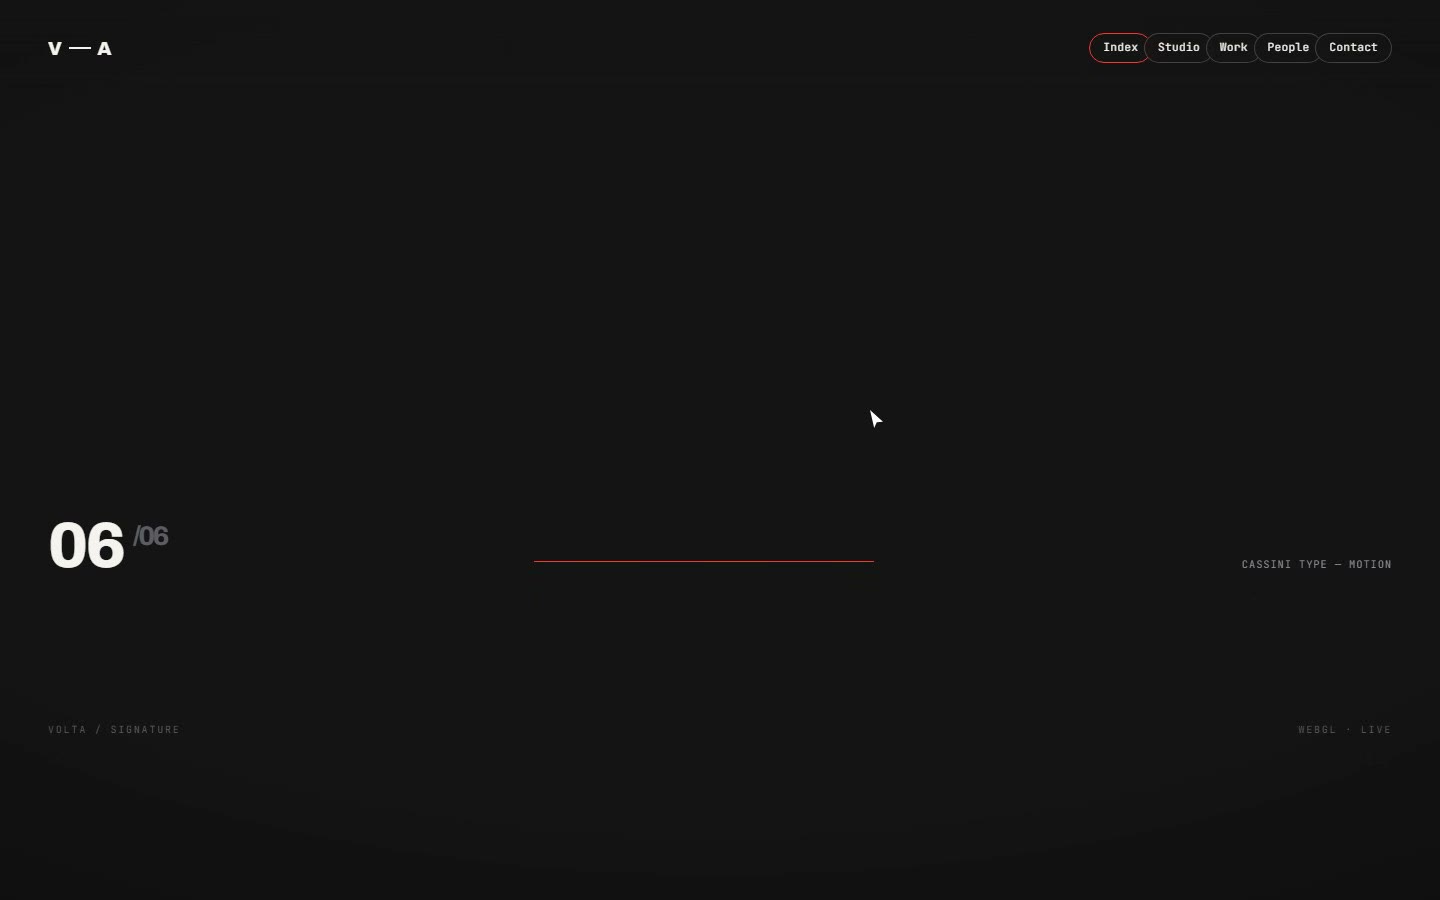 V — A
Index Studio Work People Contact
06 /06
CASSINI TYPE — MOTION
VOLTA / SIGNATURE
WEBGL · LIVE